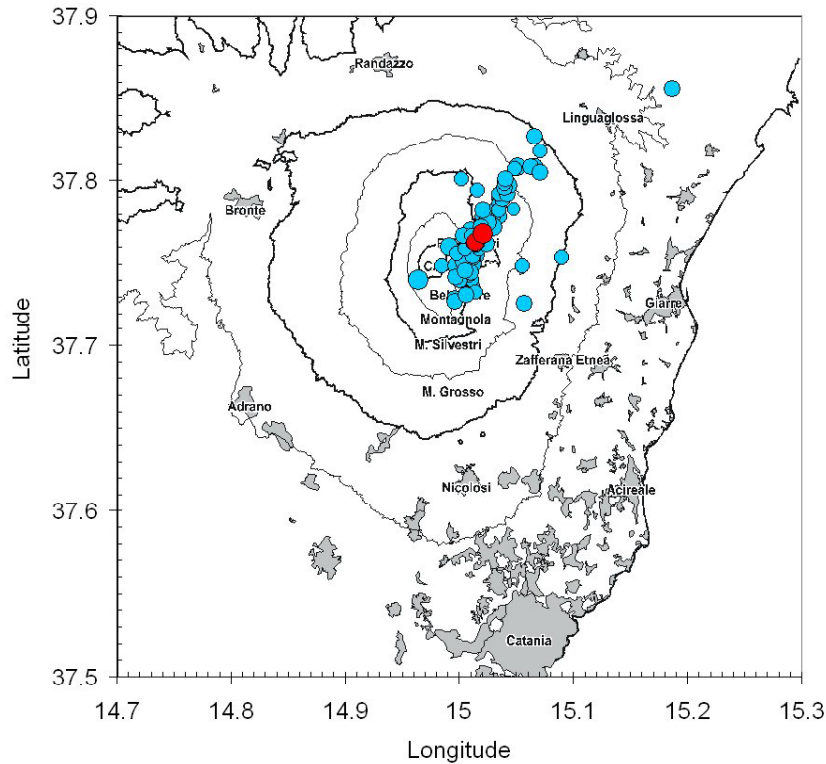 37.9
Randazzo
Linguaglossa
37.8
Bronte
Giarre
Montagnola
37.7
M. Silvestri
Zafferana Etnea
M. Grosso
Adrano
Nicolosi
Acireale
37.6
Catania
37.5
14.7 14.8 14.9 15 15.1 15.2 15.3
Latitude
Longitude